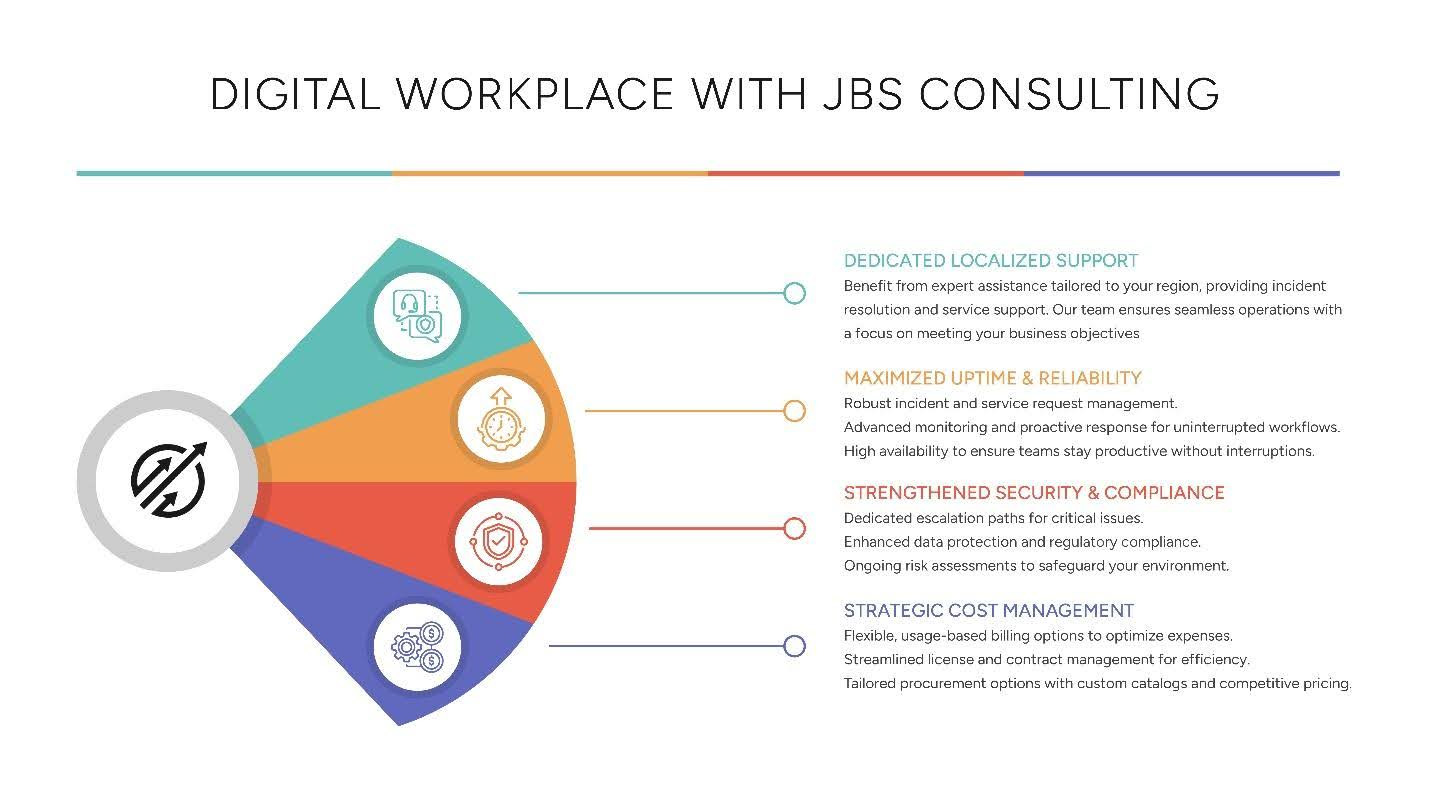 DIGITAL WORKPLACE WITH JBS CONSULTING
DEDICATED LOCALIZED SUPPORT
Benefit from expert assistance tailored to your region, providing incident
resolution and service support. Our team ensures seamless operations with
a focus on meeting your business objectives
MAXIMIZED UPTIME & RELIABILITY
Robust incident and service request management.
Advanced monitoring and proactive response for uninterrupted workflows.
High availability to ensure teams stay productive without interruptions.
STRENGTHENED SECURITY & COMPLIANCE
Dedicated escalation paths for critical issues.
Enhanced data protection and regulatory compliance.
Ongoing risk assessments to safeguard your environment.
STRATEGIC COST MANAGEMENT
Flexible, usage-based billing options to optimize expenses.
Streamlined license and contract management for efficiency.
Tailored procurement options with custom catalogs and competitive pricing.
$
$